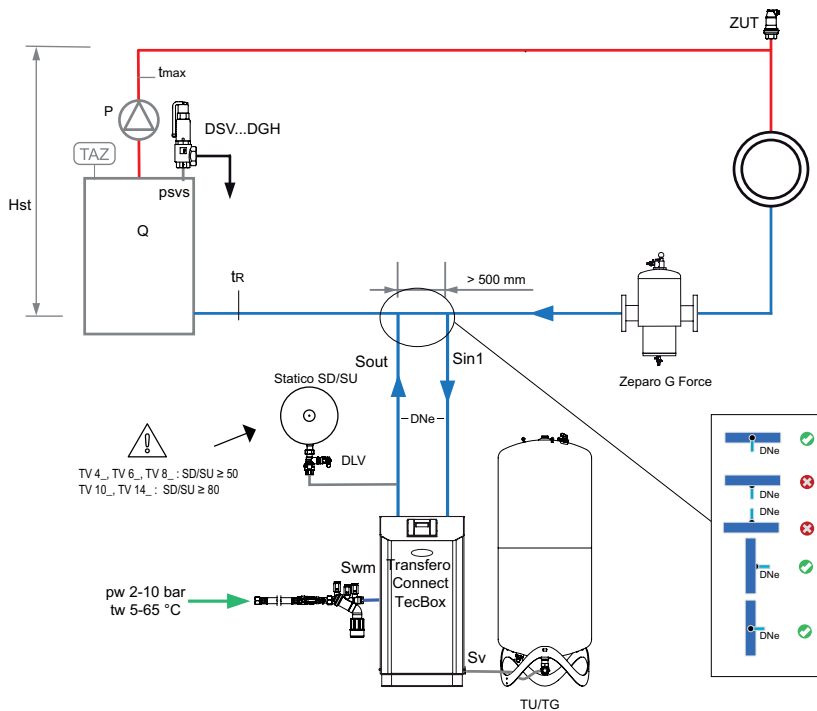 ZUT
tmax
P
DSV...DGH
TAZ
psvs
Hst
Q
tR
> 500 mm
Sout
Sin1
Zeparo G Force
Statico SD/SU
DNe
DLV
TV 4_, TV 6_, TV 8_ : SD/SU ≥ 50
TV 10_, TV 14_ : SD/SU ≥ 80
DNe
DNe
DNe
DNe
DNe
Swm
Transfero
Connect
TecBox
pw 2-10 bar
tw 5-65 °C
Sv
TU/TG